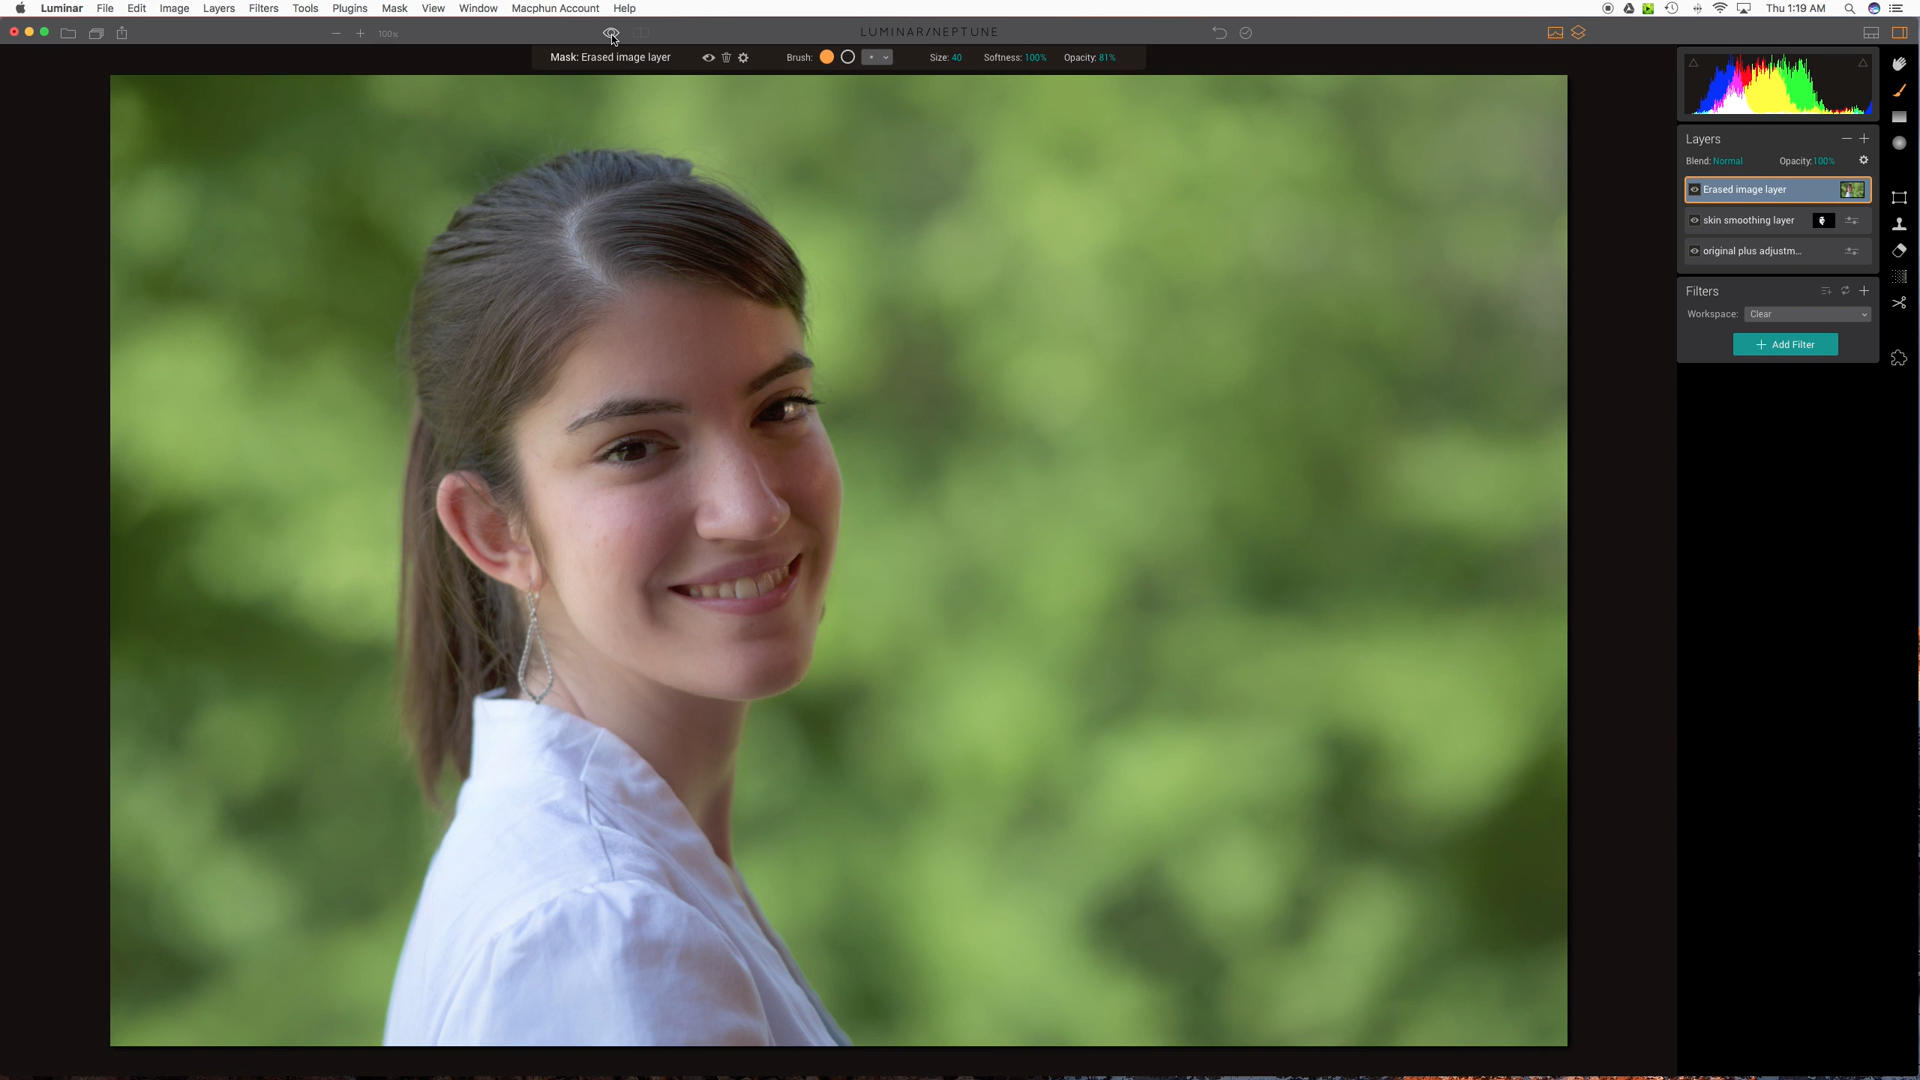 Luminar File Edit Image Layers Filters Tools Plugins Mask View Window Macphun Account Help Thu 1:19 AM
100% LUMINAR/NEPTUNE
Mask: Erased image layer Brush: Size: 40 Softness: 100% Opacity: 81%
Layers
Blend: Normal Opacity: 100%
Erased image layer
skin smoothing layer
original plus adjustm...
Filters
Workspace: Clear
+ Add Filter